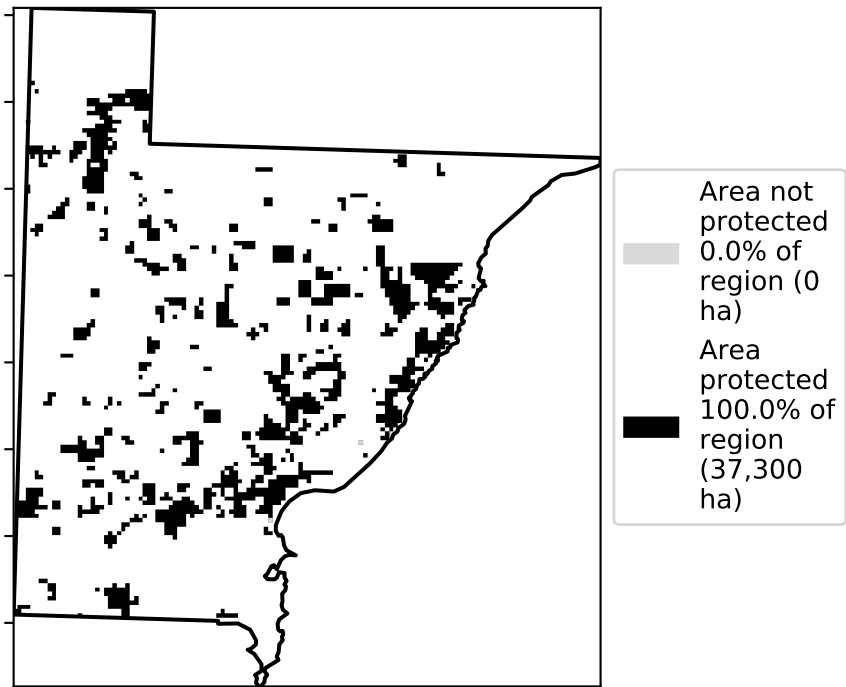 Area not
protected
0.0% of
region (0
ha)
Area
protected
100.0% of
region
(37,300
ha)